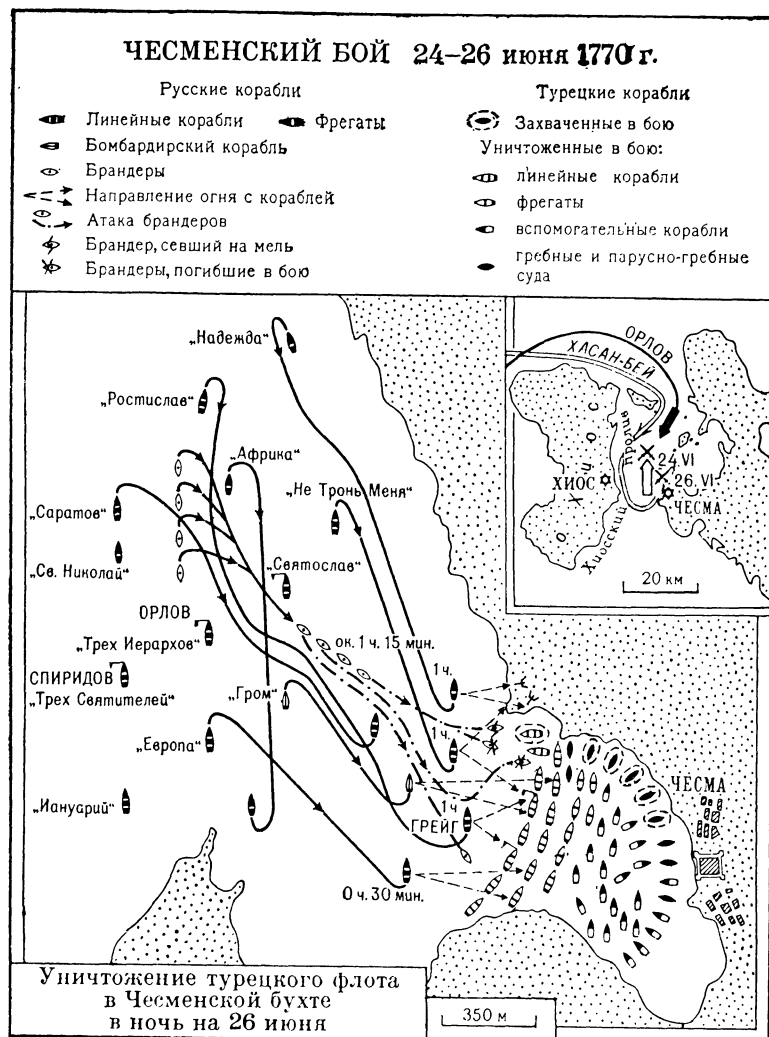 ЧЕСМЕНСКИЙ БОЙ 24–26 июня 1770 г.
Русские корабли
Линейные корабли
Фрегаты
Бомбардирский корабль
Брандеры
Направление огня с кораблей
Атака брандеров
Брандер, севший на мель
Брандеры, погибшие в бою
Турецкие корабли
Захваченные в бою
Уничтоженные в бою:
линейные корабли
фрегаты
вспомогательные корабли
гребные и парусно-гребные
суда
„Надежда“
„Ростислав“
„Африка“
„Не Тронь Меня“
„Саратов“
„Св. Николай“
„Святослав“
ОРЛОВ
„Трех Иерархов“
ок. 1 ч. 15 мин.
СПИРИДОВ
„Трех Святителей“
„Гром“
1 ч.
„Европа“
1 ч.
„Иануарий“
1 ч
ГРЕЙГ
0 ч. 30 мин.
ЧЕСМА
ОРЛОВ
ХАСАН-БЕЙ
Хиосский пролив
24.VI
26.VI
ХИОС
о. Хиос
ЧЕСМА
20 км
Уничтожение турецкого флота
в Чесменской бухте
в ночь на 26 июня
350 м